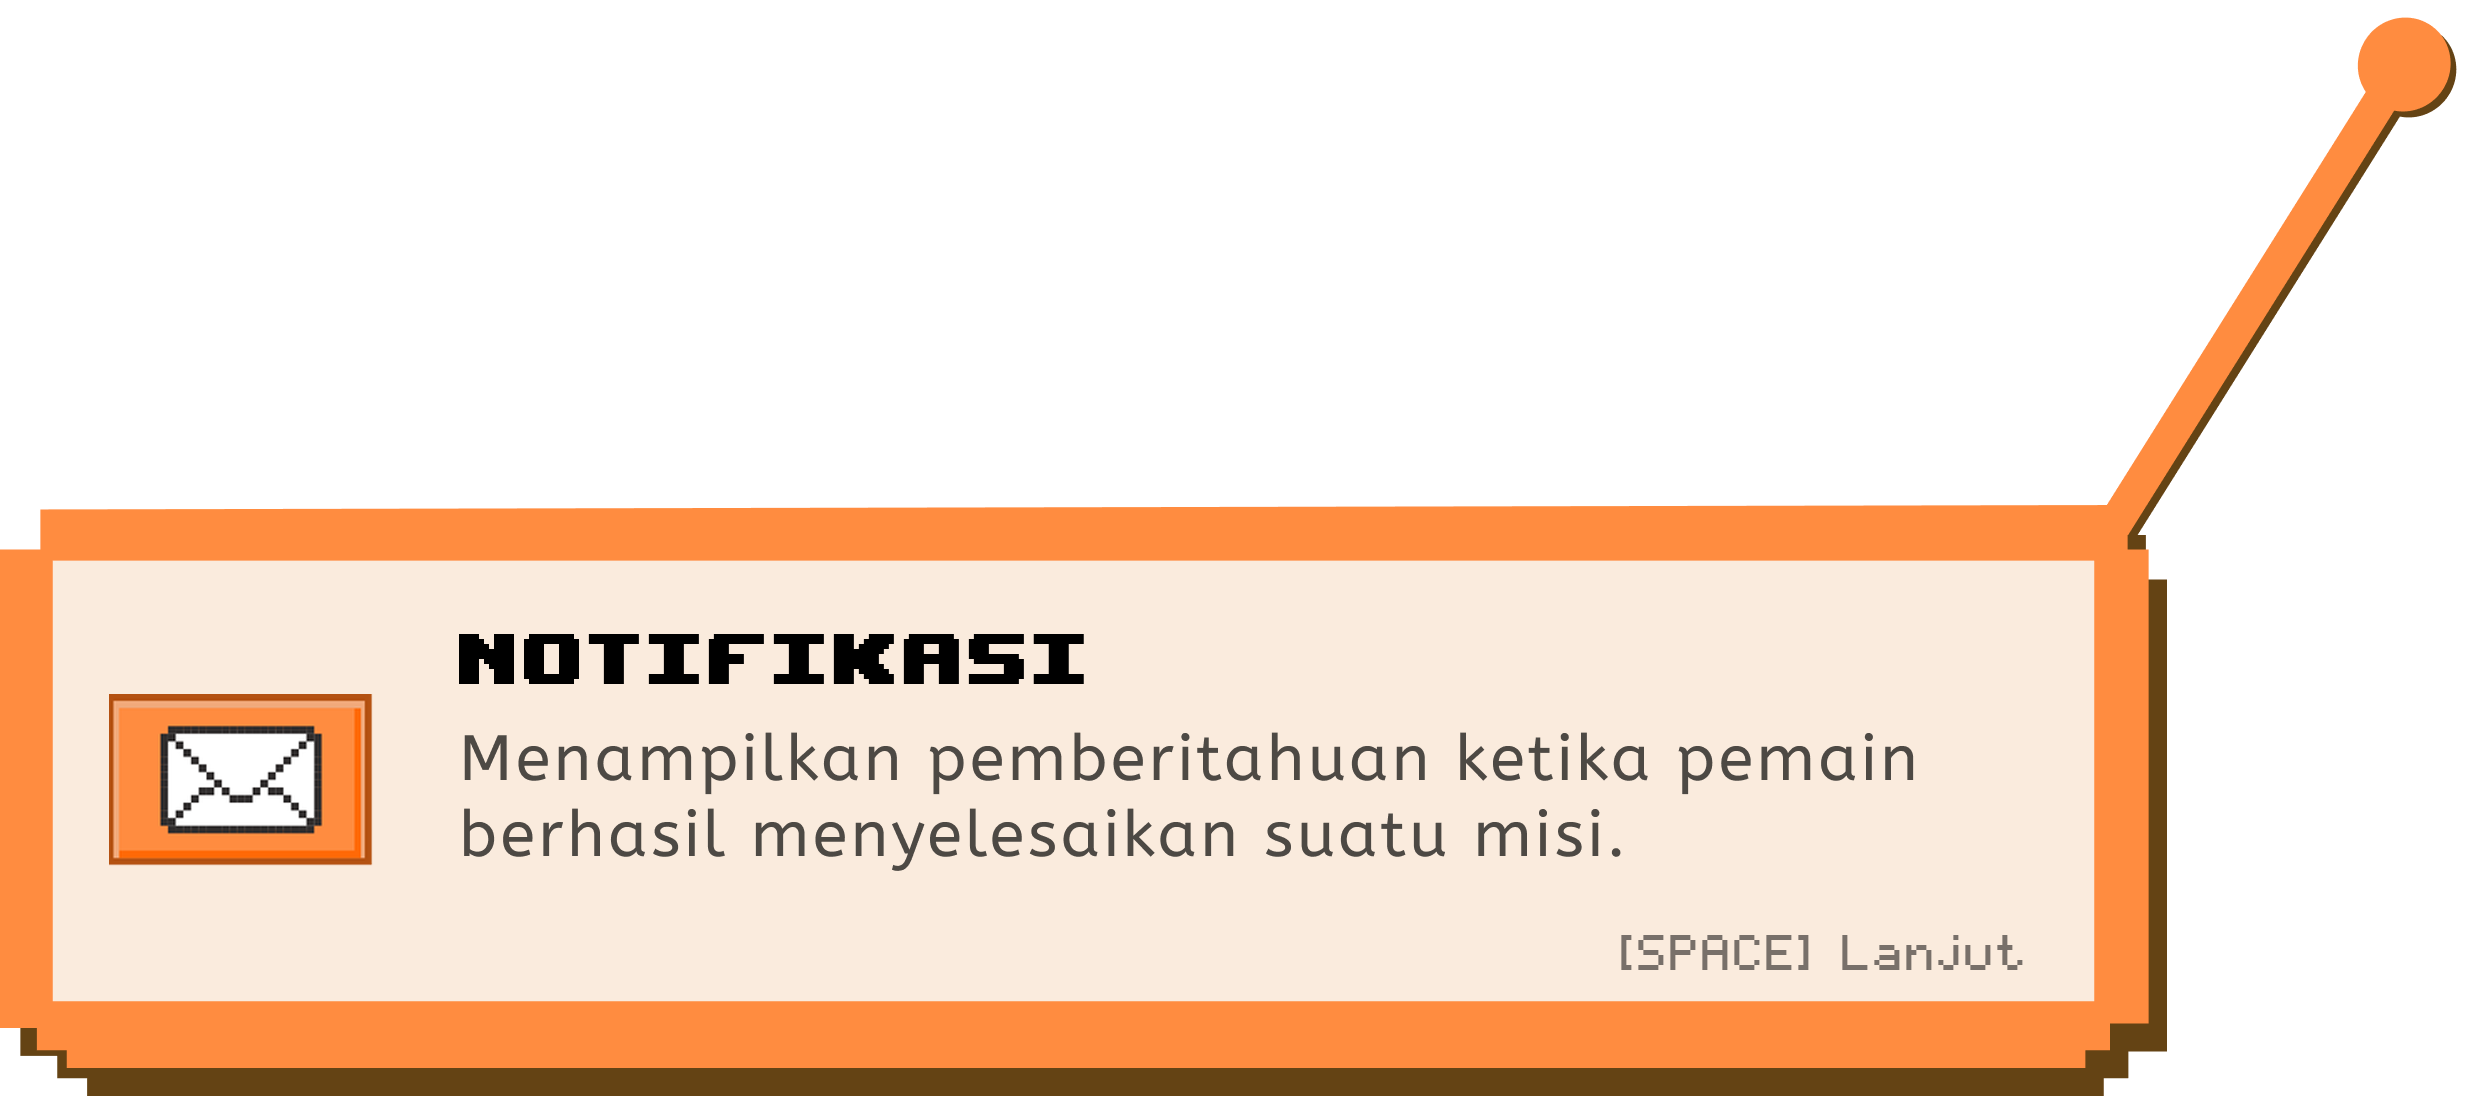 NOTIFIKASI
Menampilkan pemberitahuan ketika pemain
berhasil menyelesaikan suatu misi.
[SPACE] Lanjut